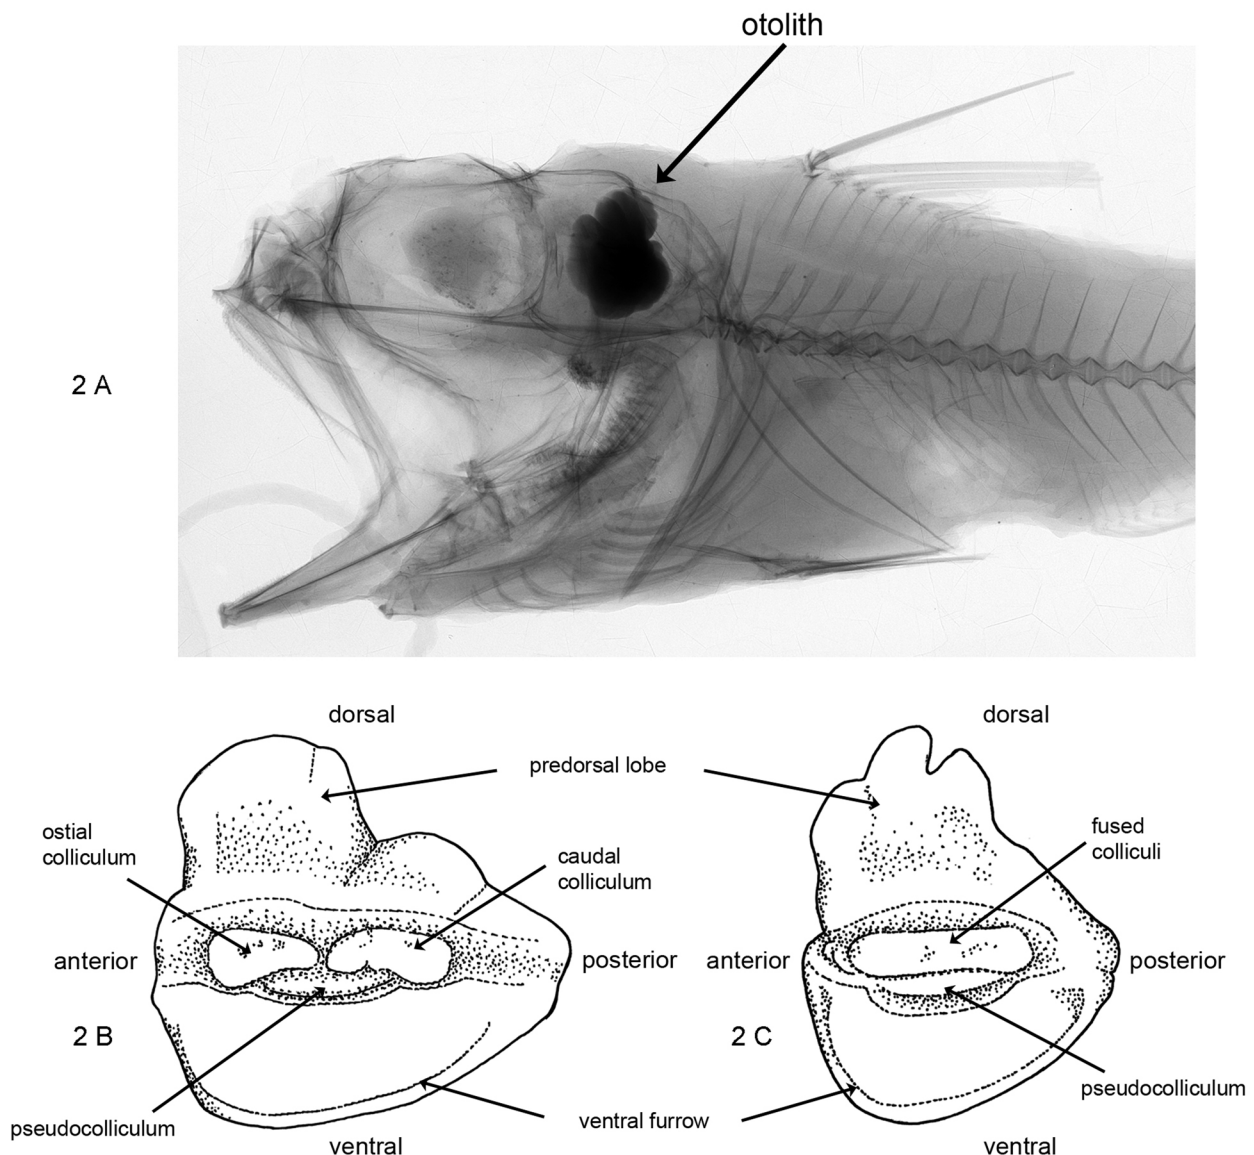 otolith
2 A
dorsal
dorsal
predorsal lobe
ostial
colliculum
caudal
colliculum
fused
colliculi
anterior
posterior
anterior
posterior
2 B
2 C
pseudocolliculum
ventral furrow
pseudocolliculum
ventral
ventral